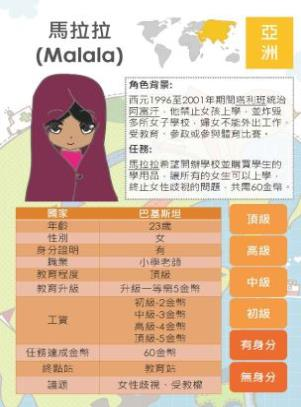 馬拉拉
(Malala)
亞
洲
角色背景:
西元1996至2001年期間塔利班統治
阿富汗，他禁止女孩上學，並炸毀
多所女子學校，婦女不能外出工作、
受教育、參政或參與體育比賽。
任務:
馬拉拉希望開辦學校並購買學生的
學用品，讓所有的女生可以上學，
終止女性歧視的問題，共需60金幣。
國家 巴基斯坦
年齡 23歲
性別 女
身分證明 有
職業 小學老師
教育程度 頂級
教育升級 升級一等需5金幣
工資 初級-2金幣
中級-3金幣
高級-4金幣
頂級-5金幣
任務達成金幣 60金幣
終點站 教育站
議題 女性歧視、受教權
頂級
高級
中級
初級
有身分
無身分